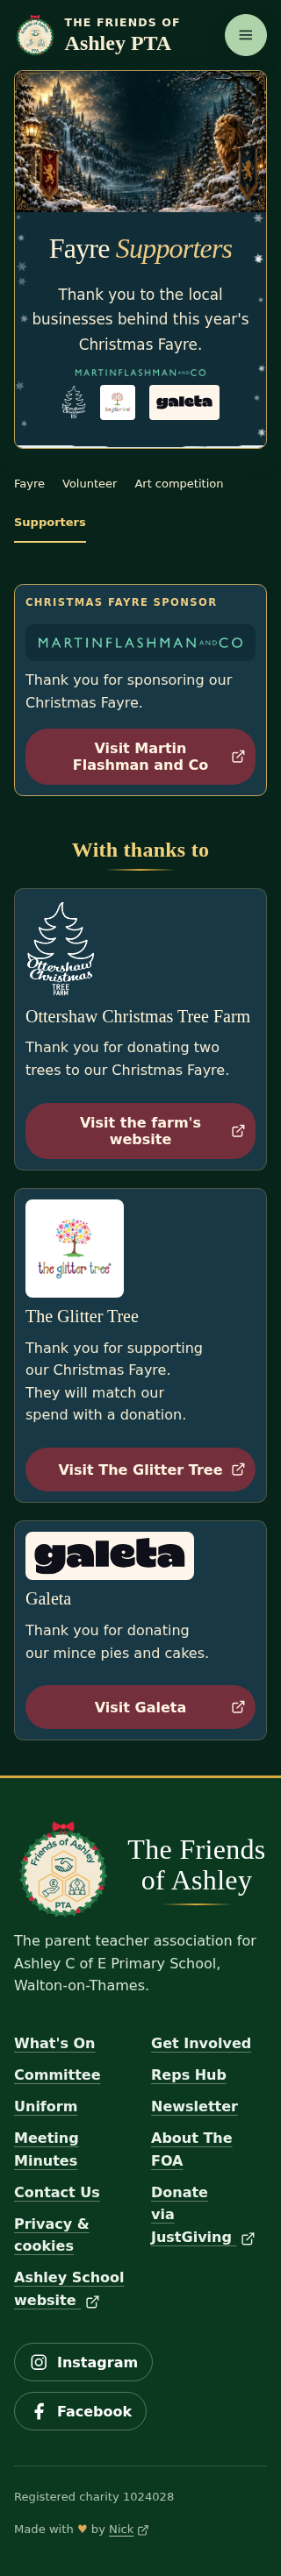 THE FRIENDS OF
Ashley PTA
Fayre Supporters
Thank you to the local
businesses behind this year's
Christmas Fayre.
MARTINFLASHMANANDCO
the glitter tree
galeta
Fayre
Volunteer
Art competition
Supporters
CHRISTMAS FAYRE SPONSOR
MARTINFLASHMANANDCO
Thank you for sponsoring our
Christmas Fayre.
Visit Martin
Flashman and Co
With thanks to
Ottershaw
Christmas
TREE
FARM
Ottershaw Christmas Tree Farm
Thank you for donating two
trees to our Christmas Fayre.
Visit the farm's
website
the glitter tree
The Glitter Tree
Thank you for supporting
our Christmas Fayre.
They will match our
spend with a donation.
Visit The Glitter Tree
galeta
Galeta
Thank you for donating
our mince pies and cakes.
Visit Galeta
Friends of Ashley
PTA
The Friends
of Ashley
The parent teacher association for
Ashley C of E Primary School,
Walton-on-Thames.
What's On
Committee
Uniform
Meeting
Minutes
Contact Us
Privacy &
cookies
Ashley School
website
Get Involved
Reps Hub
Newsletter
About The
FOA
Donate
via
JustGiving
Instagram
Facebook
Registered charity 1024028
Made with ♥ by Nick